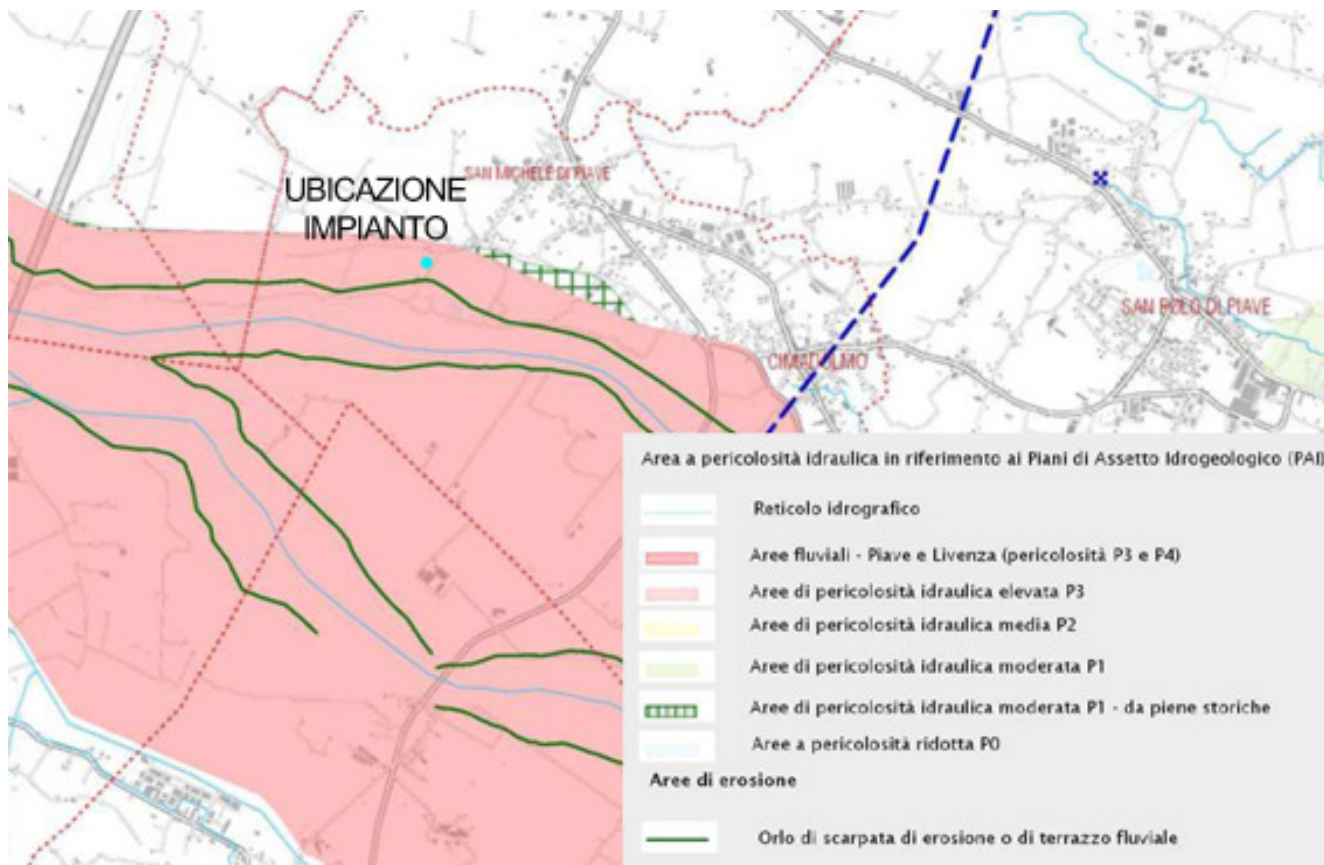 SAN MICHELE DI PIAVE
UBICAZIONE
IMPIANTO
SAN POLO DI PIAVE
CIMADOLMO
Area a pericolosità idraulica in riferimento ai Piani di Assetto Idrogeologico (PAI)
Reticolo idrografico
Aree fluviali - Piave e Livenza (pericolosità P3 e P4)
Aree di pericolosità idraulica elevata P3
Aree di pericolosità idraulica media P2
Aree di pericolosità idraulica moderata P1
Aree di pericolosità idraulica moderata P1 - da piene storiche
Aree a pericolosità ridotta P0
Aree di erosione
Orlo di scarpata di erosione o di terrazzo fluviale